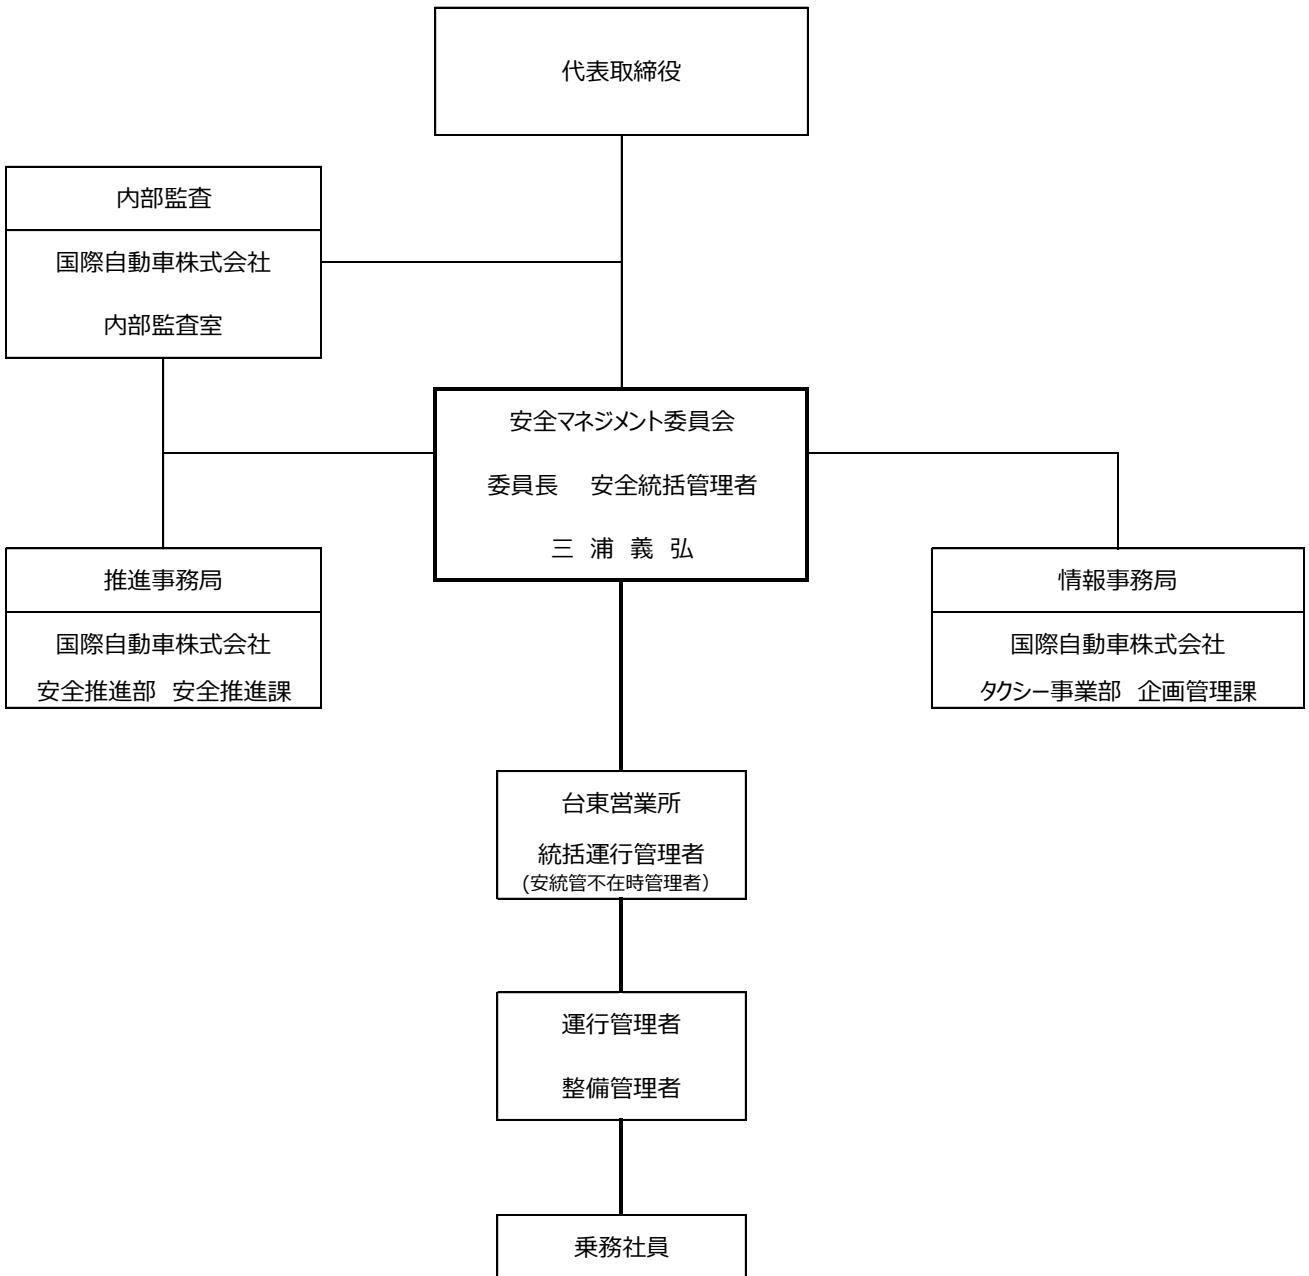 代表取締役
内部監査
国際自動車株式会社
内部監査室
安全マネジメント委員会
委員長　安全統括管理者
三 浦 義 弘
推進事務局
国際自動車株式会社
安全推進部 安全推進課
情報事務局
国際自動車株式会社
タクシー事業部 企画管理課
台東営業所
統括運行管理者
(安統管不在時管理者）
運行管理者
整備管理者
乗務社員